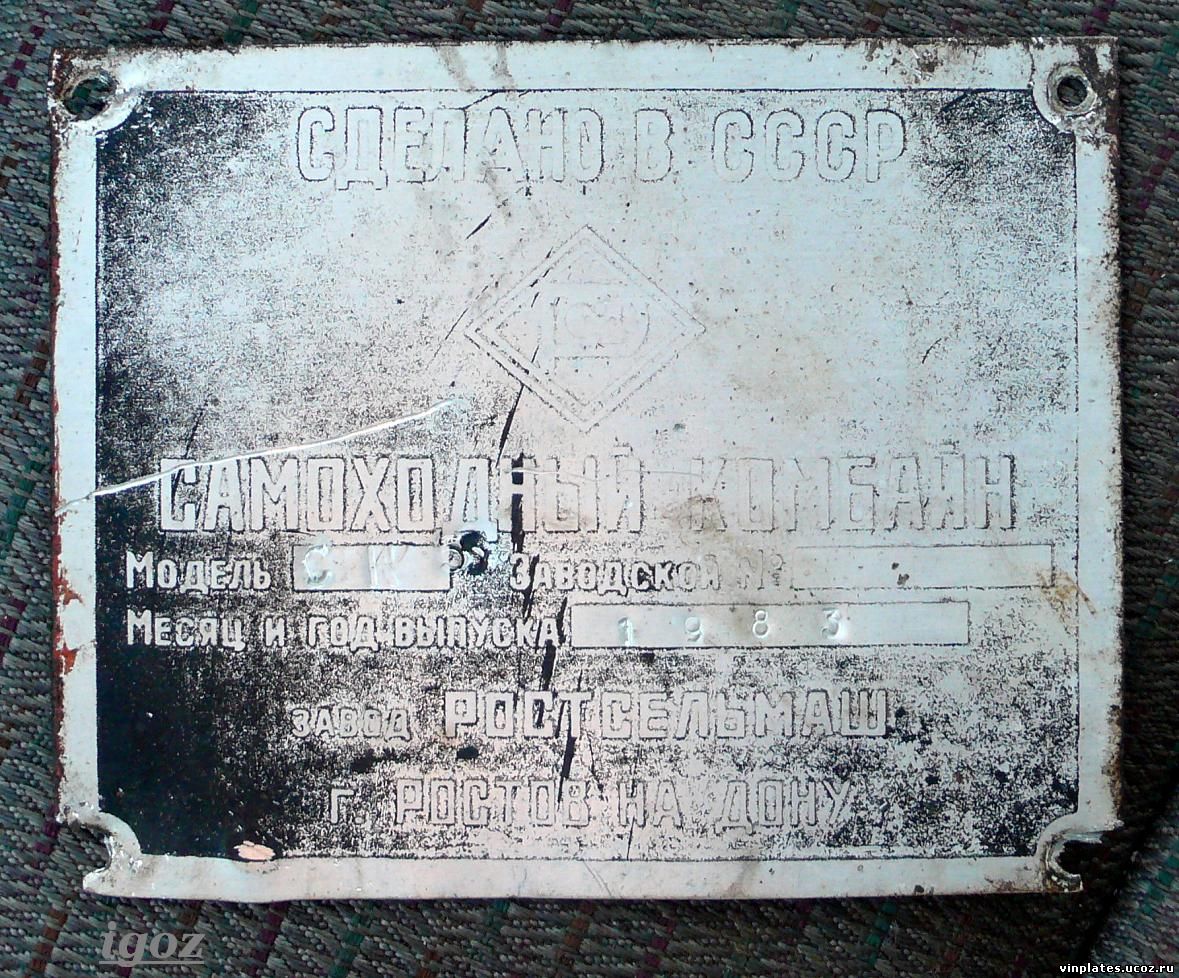 СДЕЛАНО В СССР
САМОХОДНЫЙ КОМБАЙН
МОДЕЛЬ СК ЗАВОДСКОЙ №
МЕСЯЦ И ГОД ВЫПУСКА 1983
ЗАВОД РОСТСЕЛЬМАШ
Г. РОСТОВ НА ДОНУ
igoz
vinplates.ucoz.ru